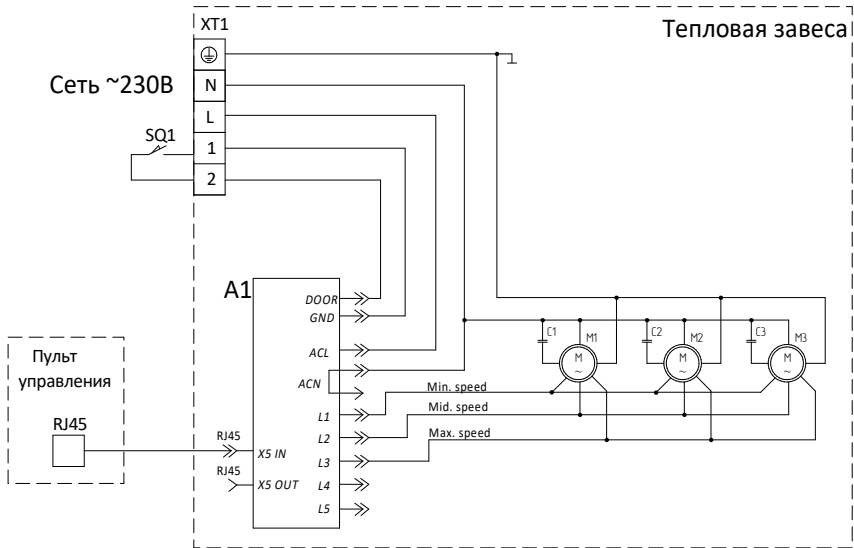 XT1
Тепловая завеса
Сеть ~230В
N
L
SQ1
1
2
A1
DOOR
GND
ACL
ACN
L1
L2
L3
L4
L5
X5 IN
X5 OUT
RJ45
RJ45
Пульт
управления
RJ45
Min. speed
Mid. speed
Max. speed
C1
M1
M
~
C2
M2
M
~
C3
M3
M
~